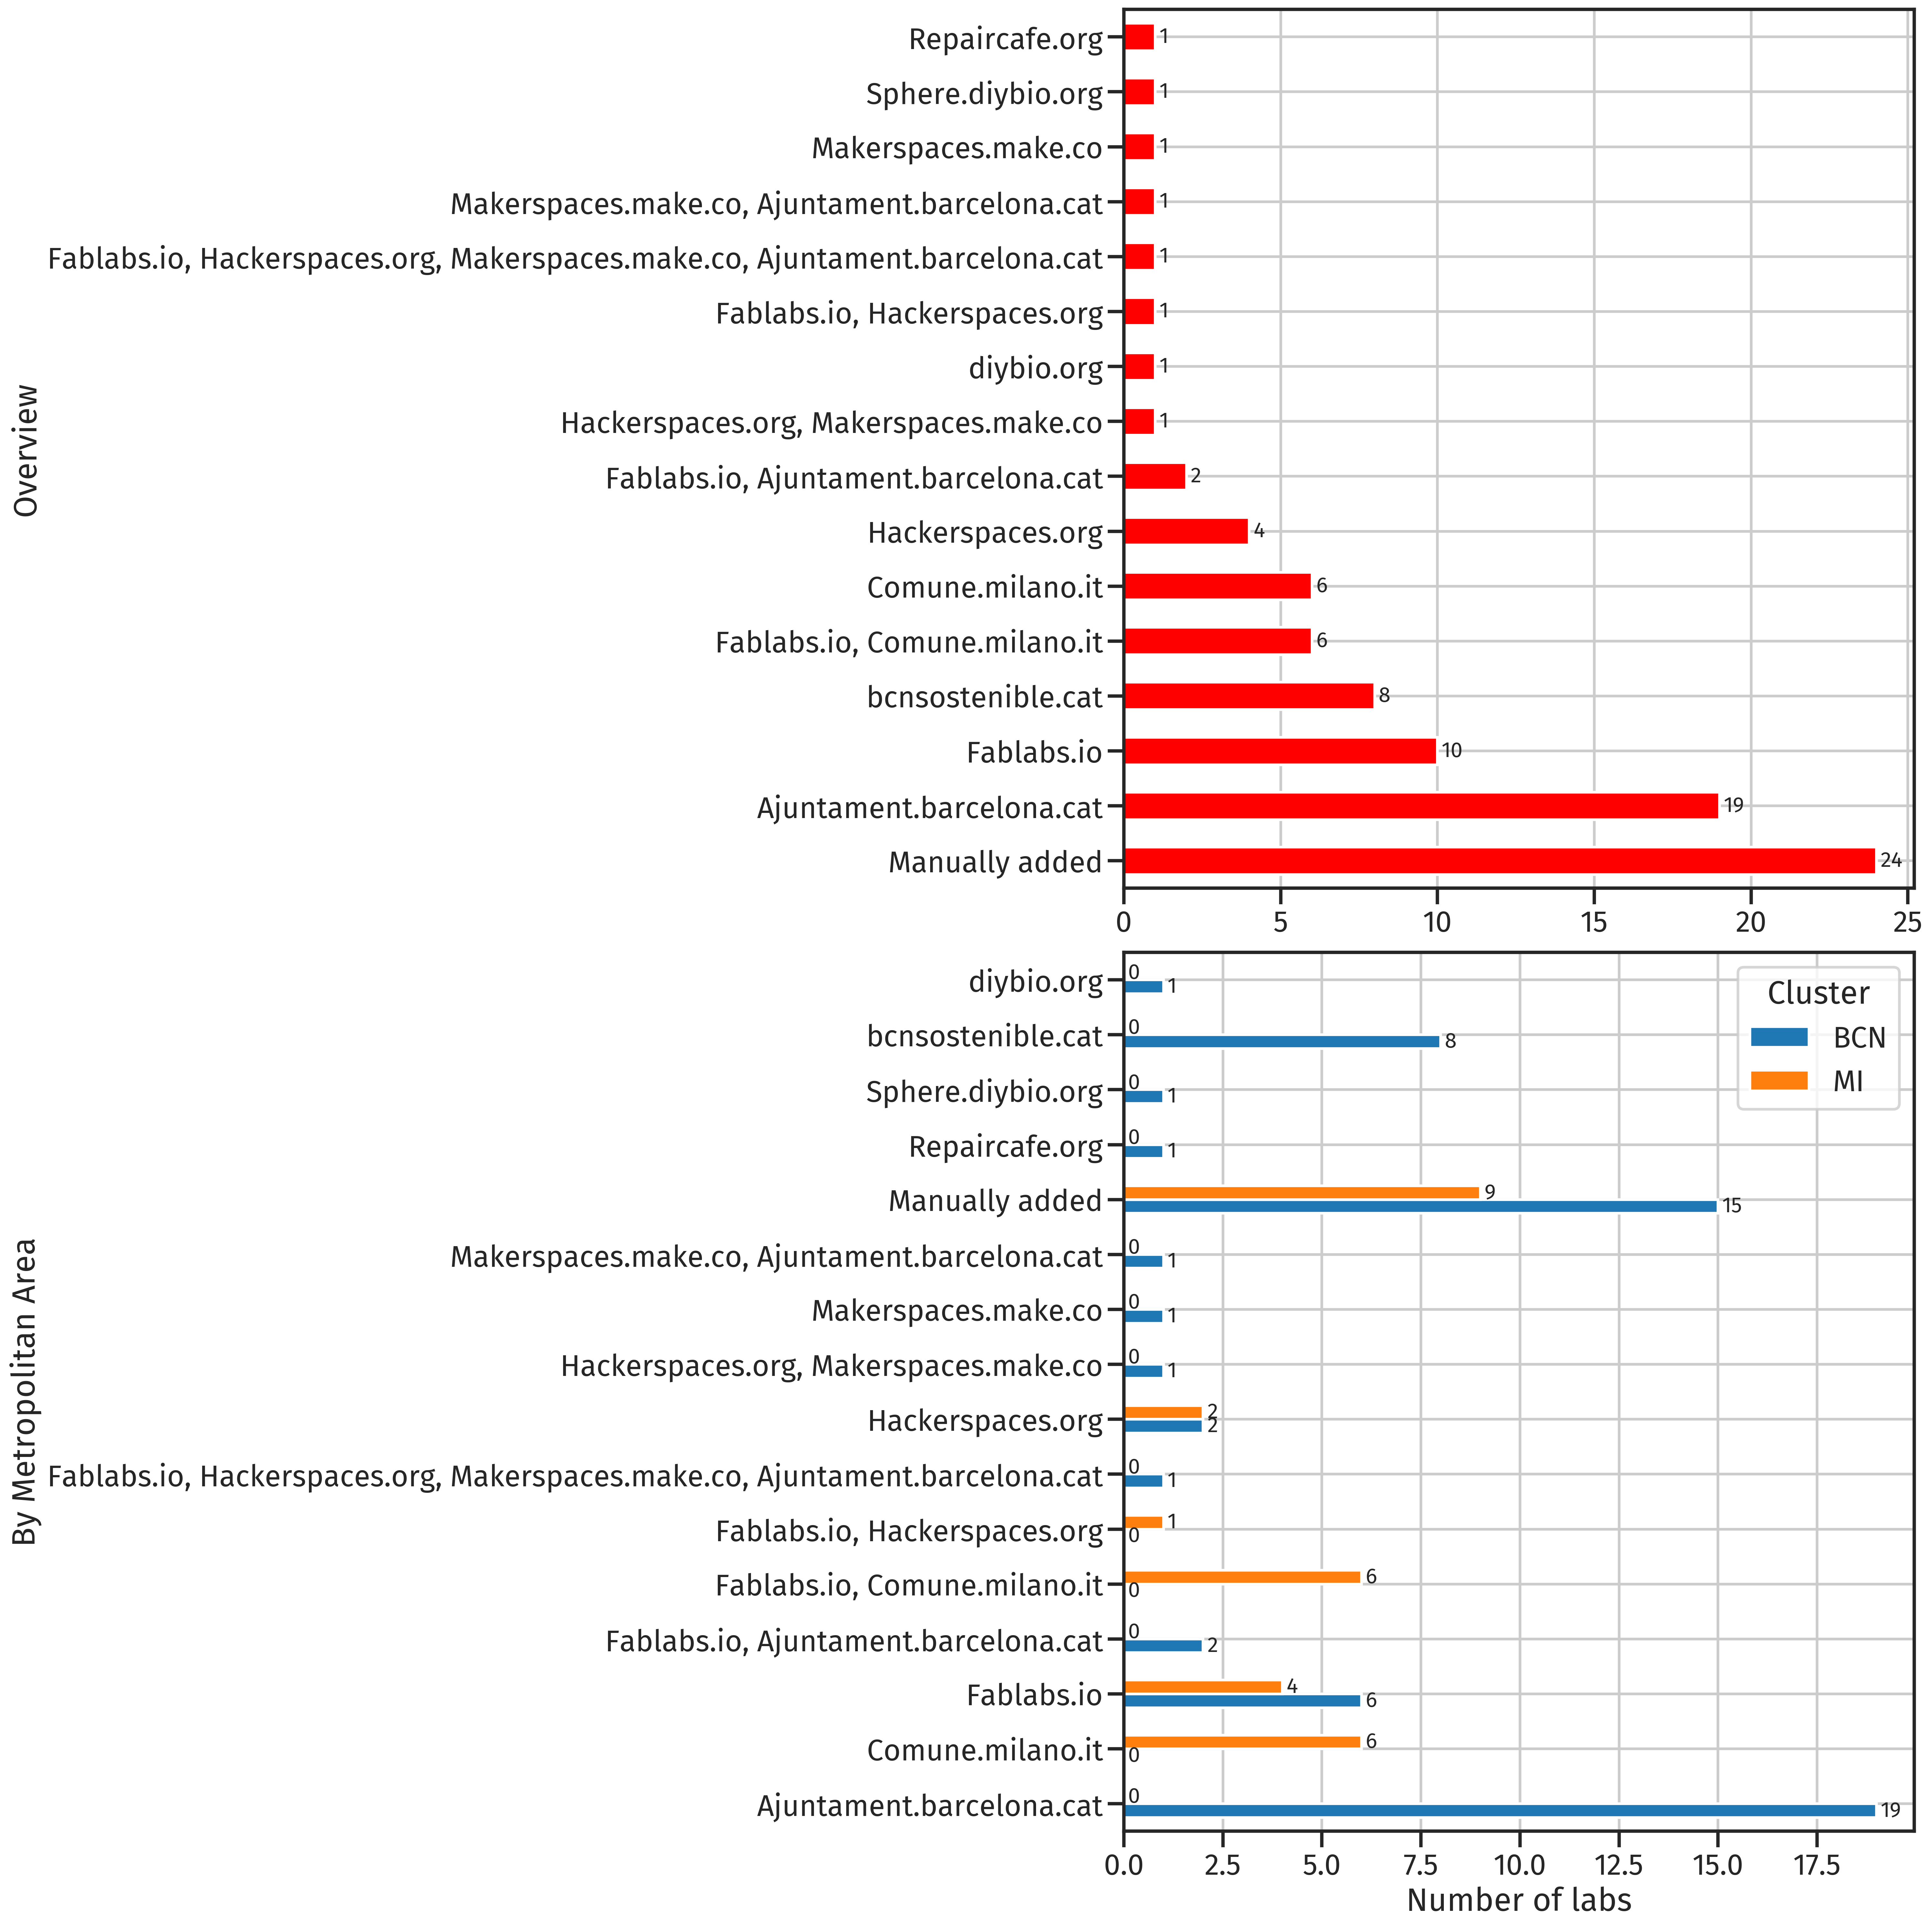 Overview
Repaircafe.org 1
Sphere.diybio.org 1
Makerspaces.make.co 1
Makerspaces.make.co, Ajuntament.barcelona.cat 1
Fablabs.io, Hackerspaces.org, Makerspaces.make.co, Ajuntament.barcelona.cat 1
Fablabs.io, Hackerspaces.org 1
diybio.org 1
Hackerspaces.org, Makerspaces.make.co 1
Fablabs.io, Ajuntament.barcelona.cat 2
Hackerspaces.org 4
Comune.milano.it 6
Fablabs.io, Comune.milano.it 6
bcnsostenible.cat 8
Fablabs.io 10
Ajuntament.barcelona.cat 19
Manually added 24
0 5 10 15 20 25
By Metropolitan Area
Cluster
BCN
MI
diybio.org 0 1
bcnsostenible.cat 0 8
Sphere.diybio.org 0 1
Repaircafe.org 0 1
Manually added 9 15
Makerspaces.make.co, Ajuntament.barcelona.cat 0 1
Makerspaces.make.co 0 1
Hackerspaces.org, Makerspaces.make.co 0 1
Hackerspaces.org 2 2
Fablabs.io, Hackerspaces.org, Makerspaces.make.co, Ajuntament.barcelona.cat 0 1
Fablabs.io, Hackerspaces.org 1 0
Fablabs.io, Comune.milano.it 6 0
Fablabs.io, Ajuntament.barcelona.cat 0 2
Fablabs.io 4 6
Comune.milano.it 6 0
Ajuntament.barcelona.cat 0 19
0.0 2.5 5.0 7.5 10.0 12.5 15.0 17.5
Number of labs